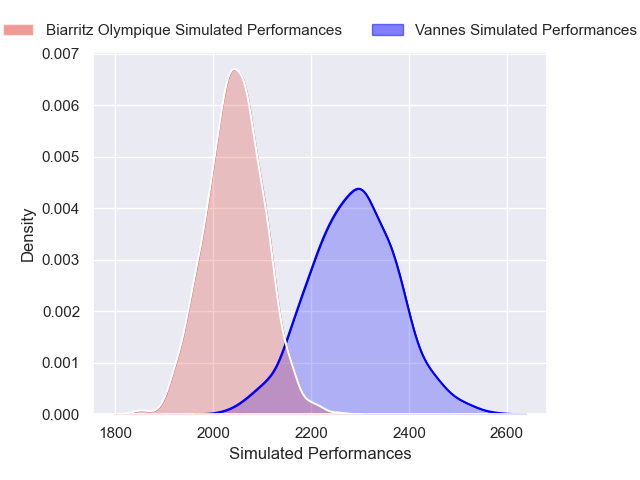 Biarritz Olympique Simulated Performances Vannes Simulated Performances
0.007
0.006
0.005
0.004
0.003
0.002
0.001
0.000
Density
1800 2000 2200 2400 2600
Simulated Performances